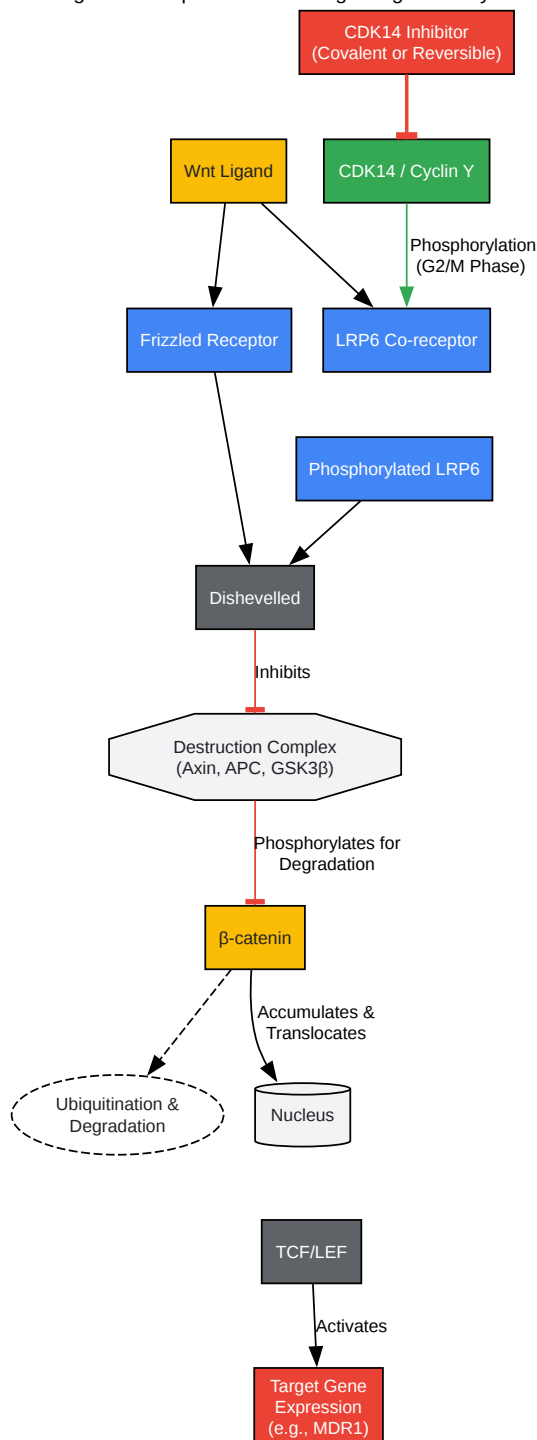 CDK14 Inhibitor
(Covalent or Reversible)
Wnt Ligand
CDK14 / Cyclin Y
Phosphorylation
(G2/M Phase)
Frizzled Receptor
LRP6 Co-receptor
Phosphorylated LRP6
Dishevelled
Inhibits
Destruction Complex
(Axin, APC, GSK3β)
Phosphorylates for
Degradation
β-catenin
Accumulates &
Translocates
Ubiquitination &
Degradation
Nucleus
TCF/LEF
Activates
Target Gene
Expression
(e.g., MDR1)